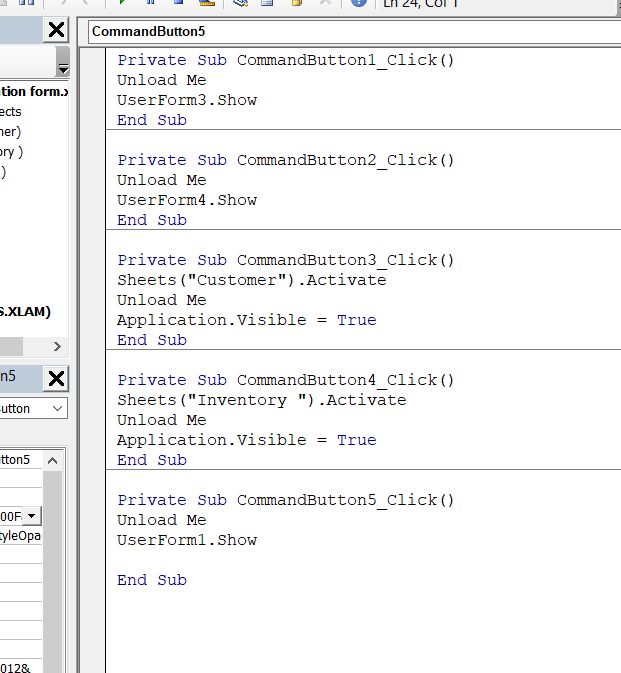 Ln 24, Col 1
CommandButton5
tion form.x
ects
ner)
ory )
)
S.XLAM)
n5
utton
tton5
00F
tyleOpa
012&
Private Sub CommandButton1_Click()
Unload Me
UserForm3.Show
End Sub
Private Sub CommandButton2_Click()
Unload Me
UserForm4.Show
End Sub
Private Sub CommandButton3_Click()
Sheets("Customer").Activate
Unload Me
Application.Visible = True
End Sub
Private Sub CommandButton4_Click()
Sheets("Inventory ").Activate
Unload Me
Application.Visible = True
End Sub
Private Sub CommandButton5_Click()
Unload Me
UserForm1.Show
End Sub